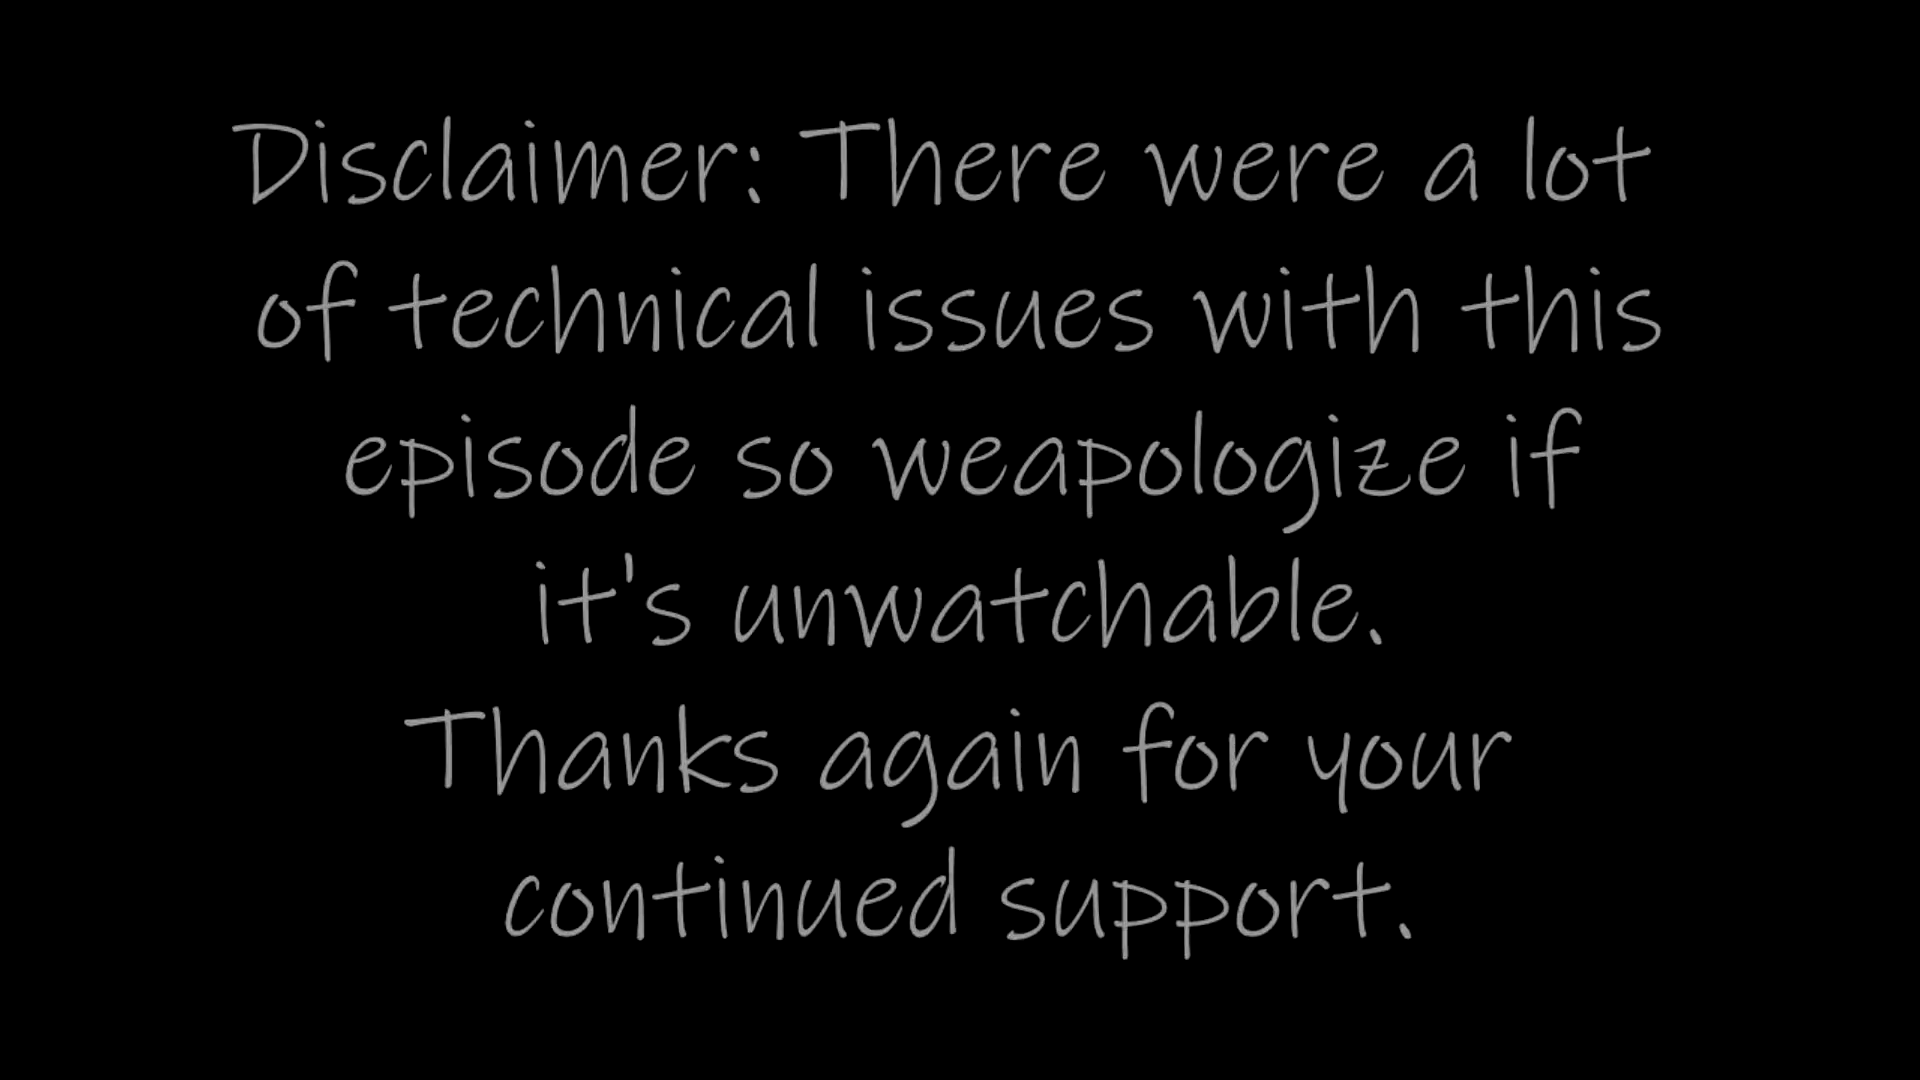 Disclaimer: There were a lot
of technical issues with this
episode so weapologize if
it's unwatchable.
Thanks again for your
continued support.